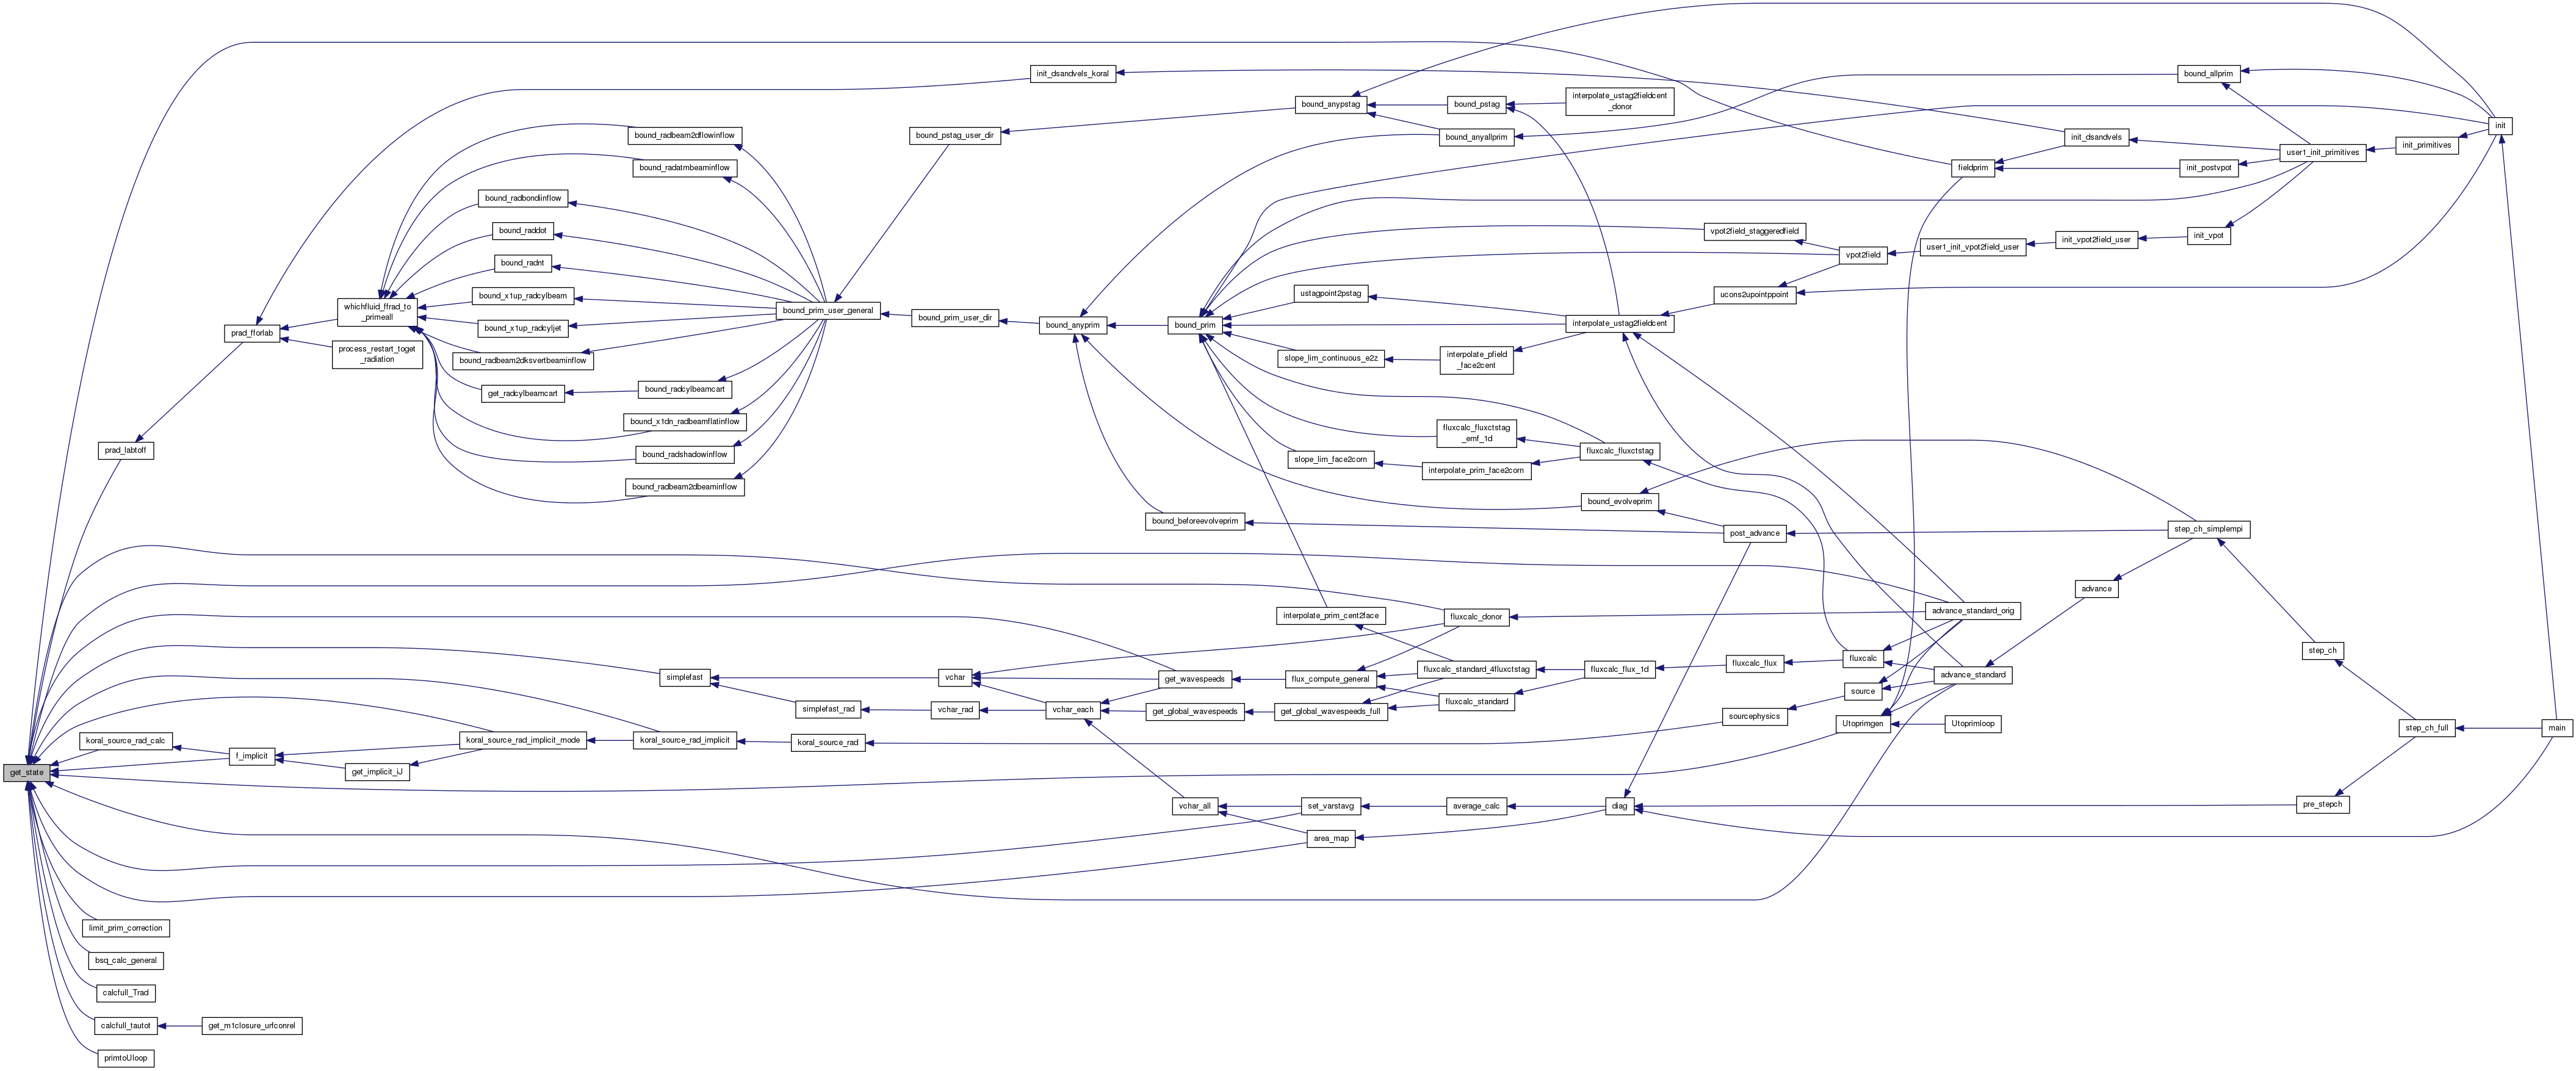 init_dsandvels_koral
bound_allprim
interpolate_ustag2fieldcent
_donor
bound_anypstag
bound_pstag
init
bound_radbeam2dflowinflow
bound_pstag_user_dir
bound_anyallprim
init_dsandvels
init_primitives
user1_init_primitives
bound_radatmbeaminflow
fieldprim
init_postvpot
bound_radbondiinflow
bound_raddot
vpot2field_staggeredfield
init_vpot
init_vpot2field_user
user1_init_vpot2field_user
vpot2field
bound_radnt
bound_x1up_radcylbeam
ustagpoint2pstag
ucons2upointppoint
whichfluid_ffrad_to
_primeall
bound_prim_user_general
bound_prim_user_dir
bound_anyprim
bound_prim
interpolate_ustag2fieldcent
bound_x1up_radcyljet
prad_fforlab
process_restart_toget
_radiation
bound_radbeam2dksvertbeaminflow
slope_lim_continuous_e2z
interpolate_pfield
_face2cent
get_radcylbeamcart
bound_radcylbeamcart
bound_x1dn_radbeamflatinflow
fluxcalc_fluxctstag
_emf_1d
prad_labtoff
bound_radshadowinflow
fluxcalc_fluxctstag
slope_lim_face2corn
interpolate_prim_face2corn
bound_radbeam2dbeaminflow
bound_evolveprim
bound_beforeevolveprim
post_advance
step_ch_simplempi
advance
interpolate_prim_cent2face
fluxcalc_donor
advance_standard_orig
step_ch
simplefast
vchar
get_wavespeeds
flux_compute_general
fluxcalc_standard_4fluxctstag
fluxcalc_flux_1d
fluxcalc_flux
fluxcalc
advance_standard
simplefast_rad
vchar_rad
vchar_each
get_global_wavespeeds
get_global_wavespeeds_full
fluxcalc_standard
source
sourcephysics
Utoprimgen
Utoprimloop
step_ch_full
main
koral_source_rad_calc
f_implicit
koral_source_rad_implicit_mode
koral_source_rad_implicit
koral_source_rad
get_state
get_implicit_iJ
vchar_all
set_varstavg
average_calc
diag
pre_stepch
area_map
limit_prim_correction
bsq_calc_general
calcfull_Trad
calcfull_tautot
get_m1closure_urfconrel
primtoUloop